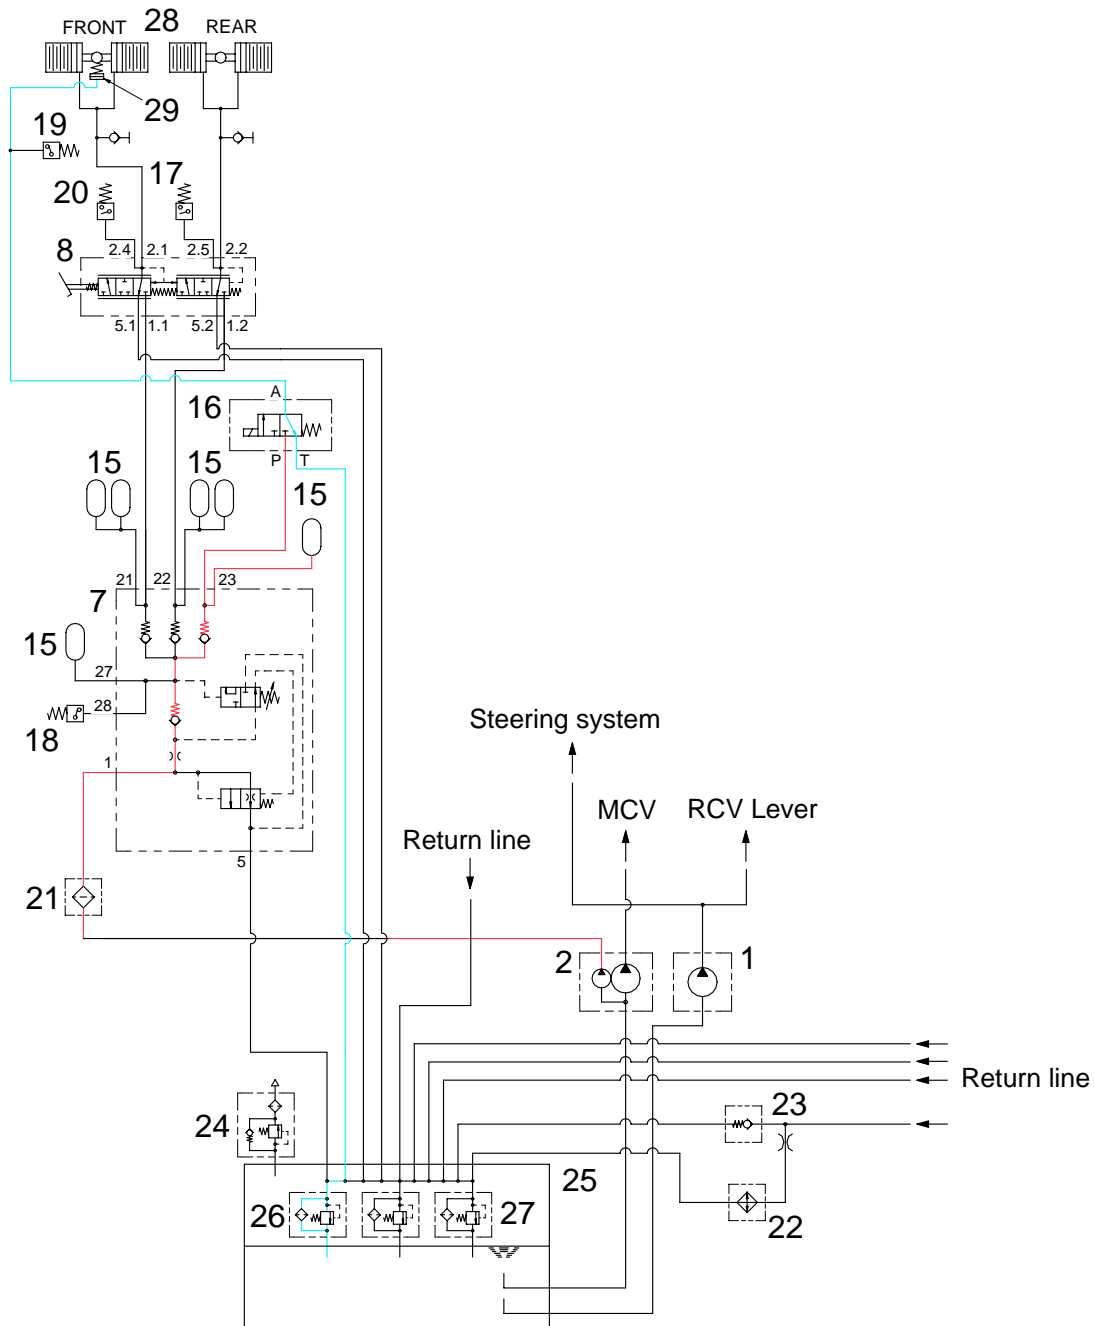 FRONT 28 REAR
29
19
17
20
2.4 2.1 2.5 2.2
8
5.1 1.1 5.2 1.2
A
16
P T
15 15
15
21 22 23
7
15
27
28
18
Steering system
1
MCV RCV Lever
Return line
5
21
2 1
Return line
23
24
25
26 27 22